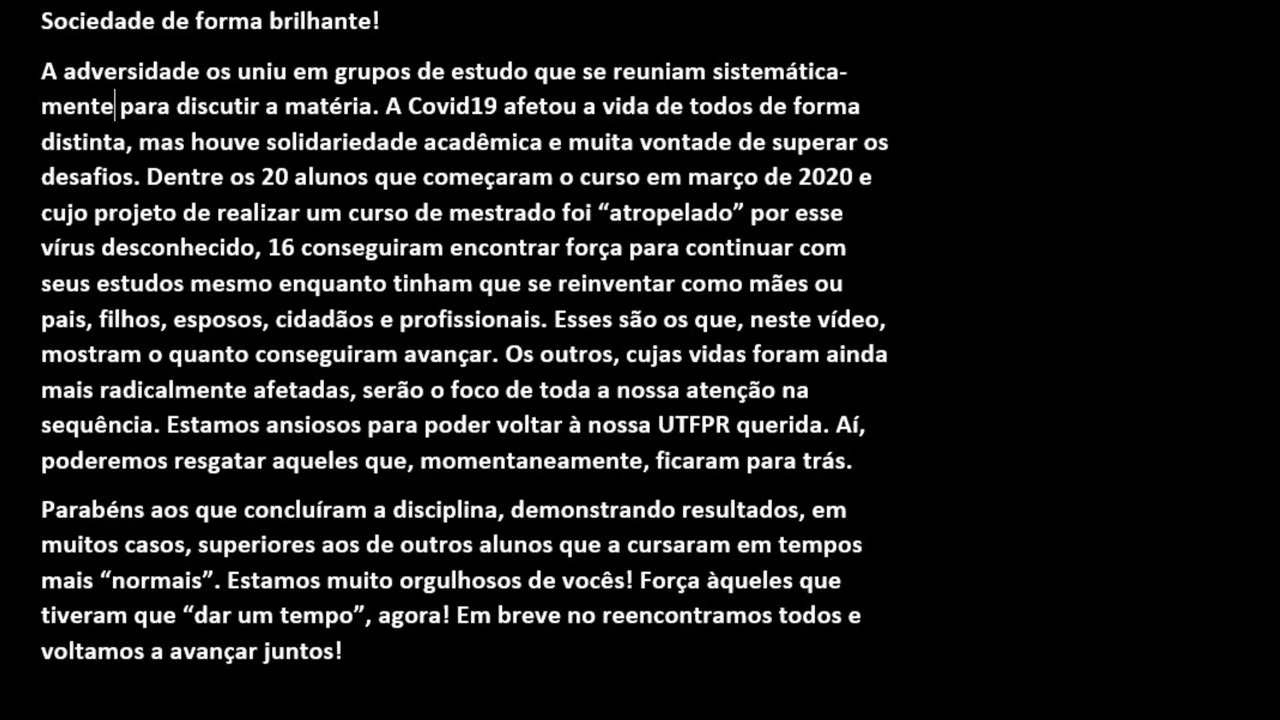 Sociedade de forma brilhante!
A adversidade os uniu em grupos de estudo que se reuniam sistemática-
mente para discutir a matéria. A Covid19 afetou a vida de todos de forma
distinta, mas houve solidariedade acadêmica e muita vontade de superar os
desafios. Dentre os 20 alunos que começaram o curso em março de 2020 e
cujo projeto de realizar um curso de mestrado foi “atropelado” por esse
vírus desconhecido, 16 conseguiram encontrar força para continuar com
seus estudos mesmo enquanto tinham que se reinventar como mães ou
pais, filhos, esposos, cidadãos e profissionais. Esses são os que, neste vídeo,
mostram o quanto conseguiram avançar. Os outros, cujas vidas foram ainda
mais radicalmente afetadas, serão o foco de toda a nossa atenção na
sequência. Estamos ansiosos para poder voltar à nossa UTFPR querida. Aí,
poderemos resgatar aqueles que, momentaneamente, ficaram para trás.
Parabéns aos que concluíram a disciplina, demonstrando resultados, em
muitos casos, superiores aos de outros alunos que a cursaram em tempos
mais “normais”. Estamos muito orgulhosos de vocês! Força àqueles que
tiveram que “dar um tempo”, agora! Em breve no reencontramos todos e
voltamos a avançar juntos!